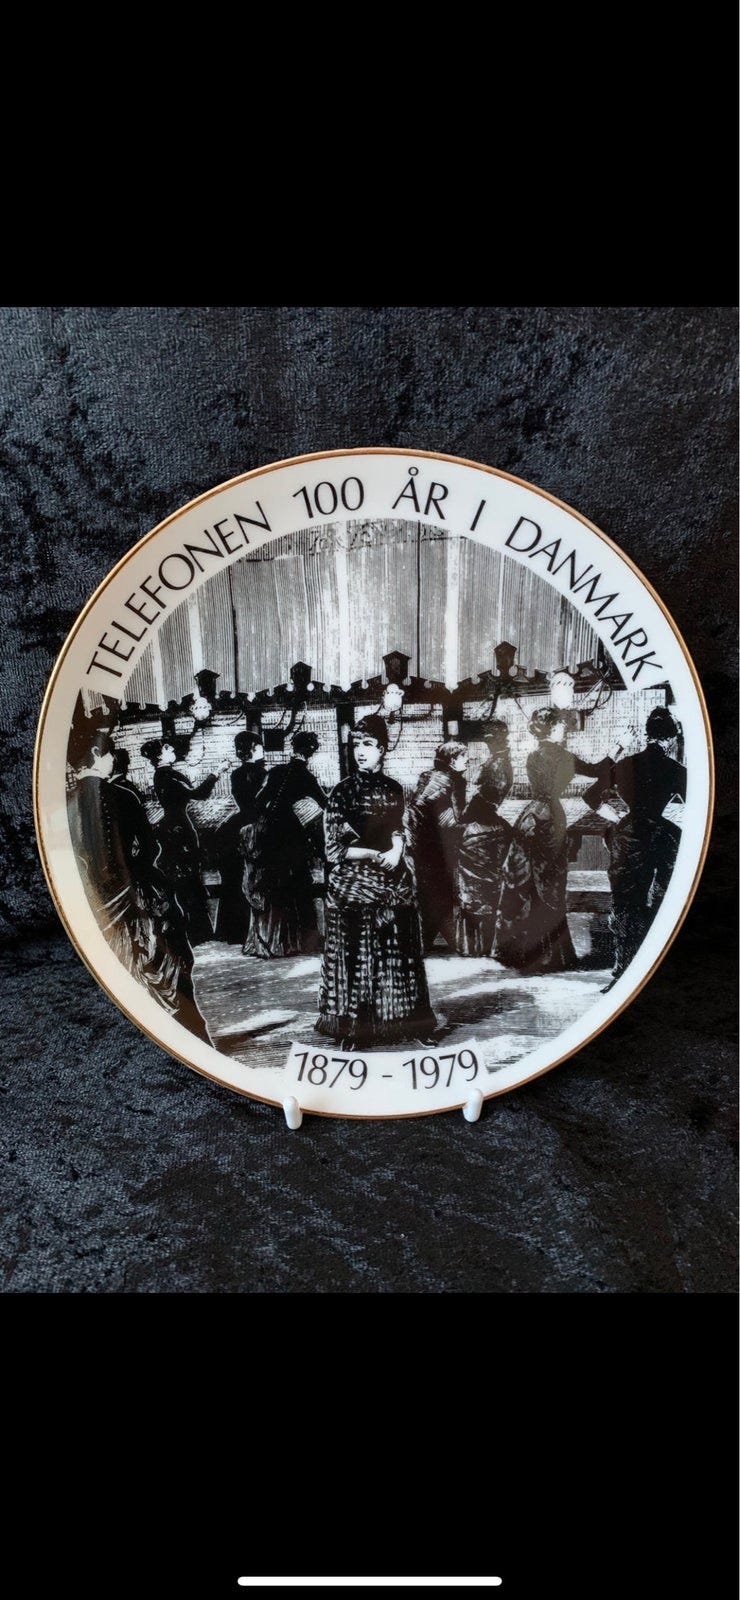 TELEFONEN 100 ÅR I DANMARK
1879 - 1979